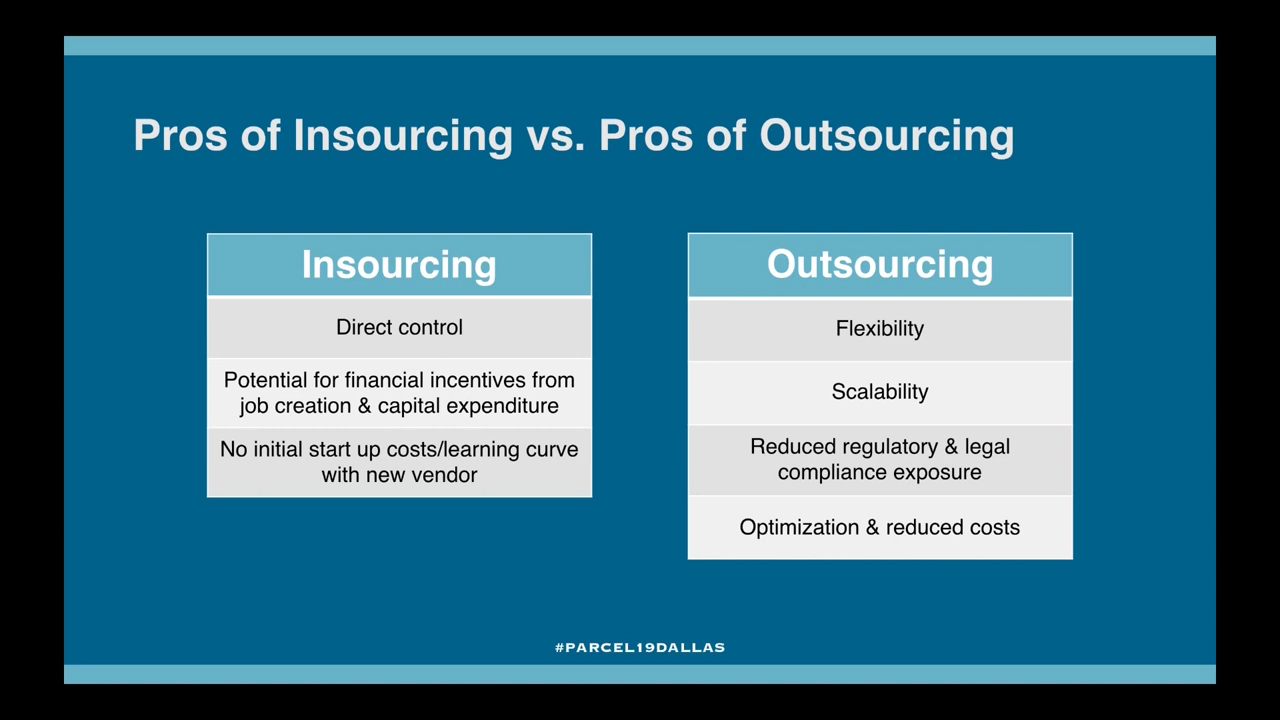 Pros of Insourcing vs. Pros of Outsourcing
Insourcing
Direct control
Potential for financial incentives from
job creation & capital expenditure
No initial start up costs/learning curve
with new vendor
Outsourcing
Flexibility
Scalability
Reduced regulatory & legal
compliance exposure
Optimization & reduced costs
#PARCEL19DALLAS